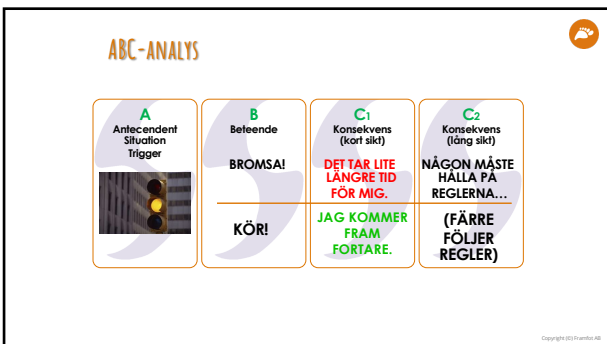 ABC-ANALYS
A
Antecendent
Situation
Trigger
B
Beteende
C1
Konsekvens
(kort sikt)
C2
Konsekvens
(lång sikt)
BROMSA!
DET TAR LITE
LÄNGRE TID
FÖR MIG.
NÅGON MÅSTE
HÅLLA PÅ
REGLERNA…
KÖR!
JAG KOMMER
FRAM
FORTARE.
(FÄRRE
FÖLJER
REGLER)
Copyright (©) Framfot AB